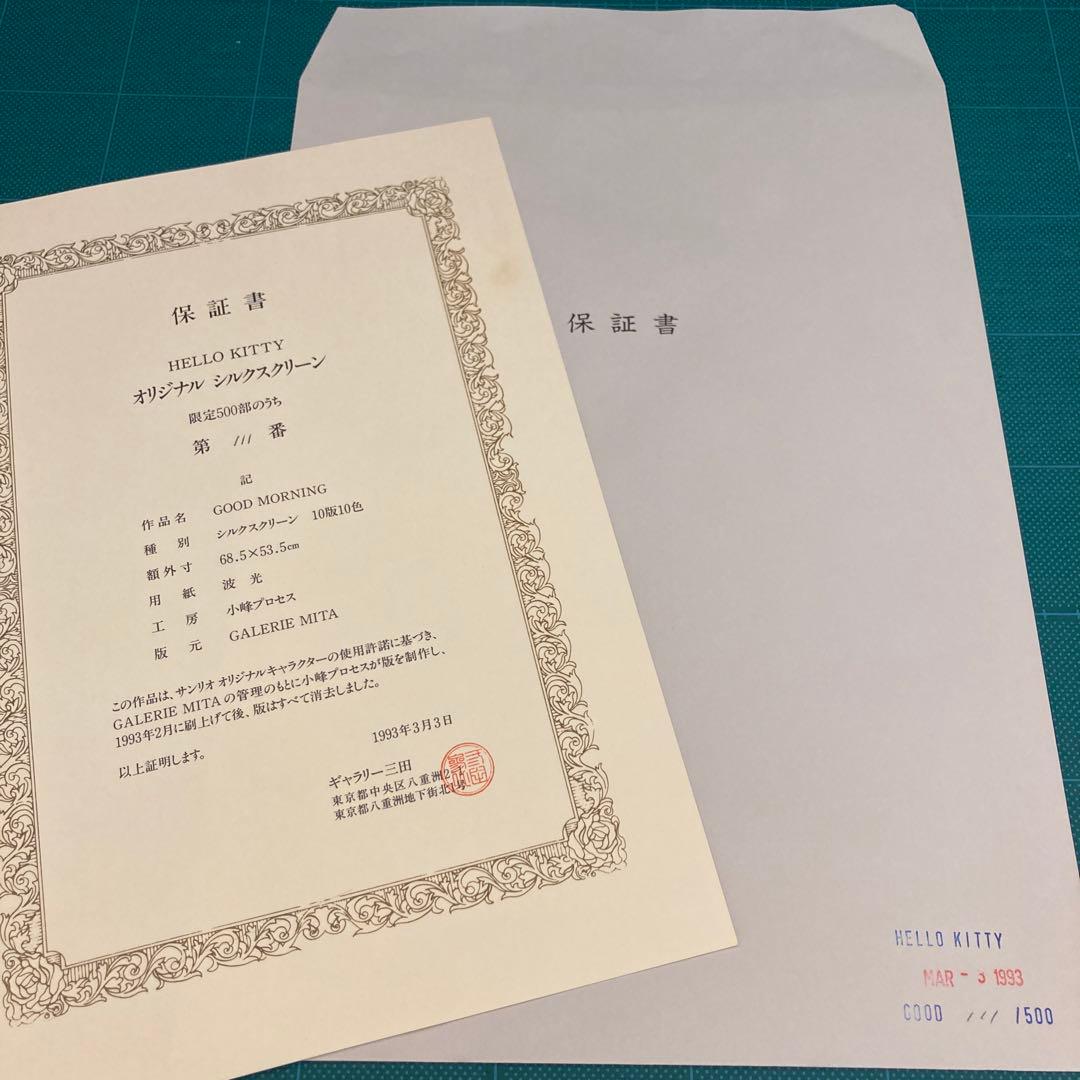 保証書
HELLO KITTY
オリジナル シルクスクリーン
限定500部のうち
第 111 番
記
作品名 GOOD MORNING
種別 シルクスクリーン 10版10色
額外寸 68.5×53.5cm
用紙 波光
工房 小峰プロセス
版元 GALERIE MITA
この作品は、サンリオ オリジナルキャラクターの使用許諾に基づき、
GALERIE MITAの管理のもとに小峰プロセスが版を制作し、
1993年2月に刷上げて後、版はすべて消去しました。
以上証明します。
1993年3月3日
ギャラリー三田
東京都中央区八重洲2-1
東京都八重洲地下街北1号
保証書
HELLO KITTY
MAR - 3 1993
GOOD 111 /500